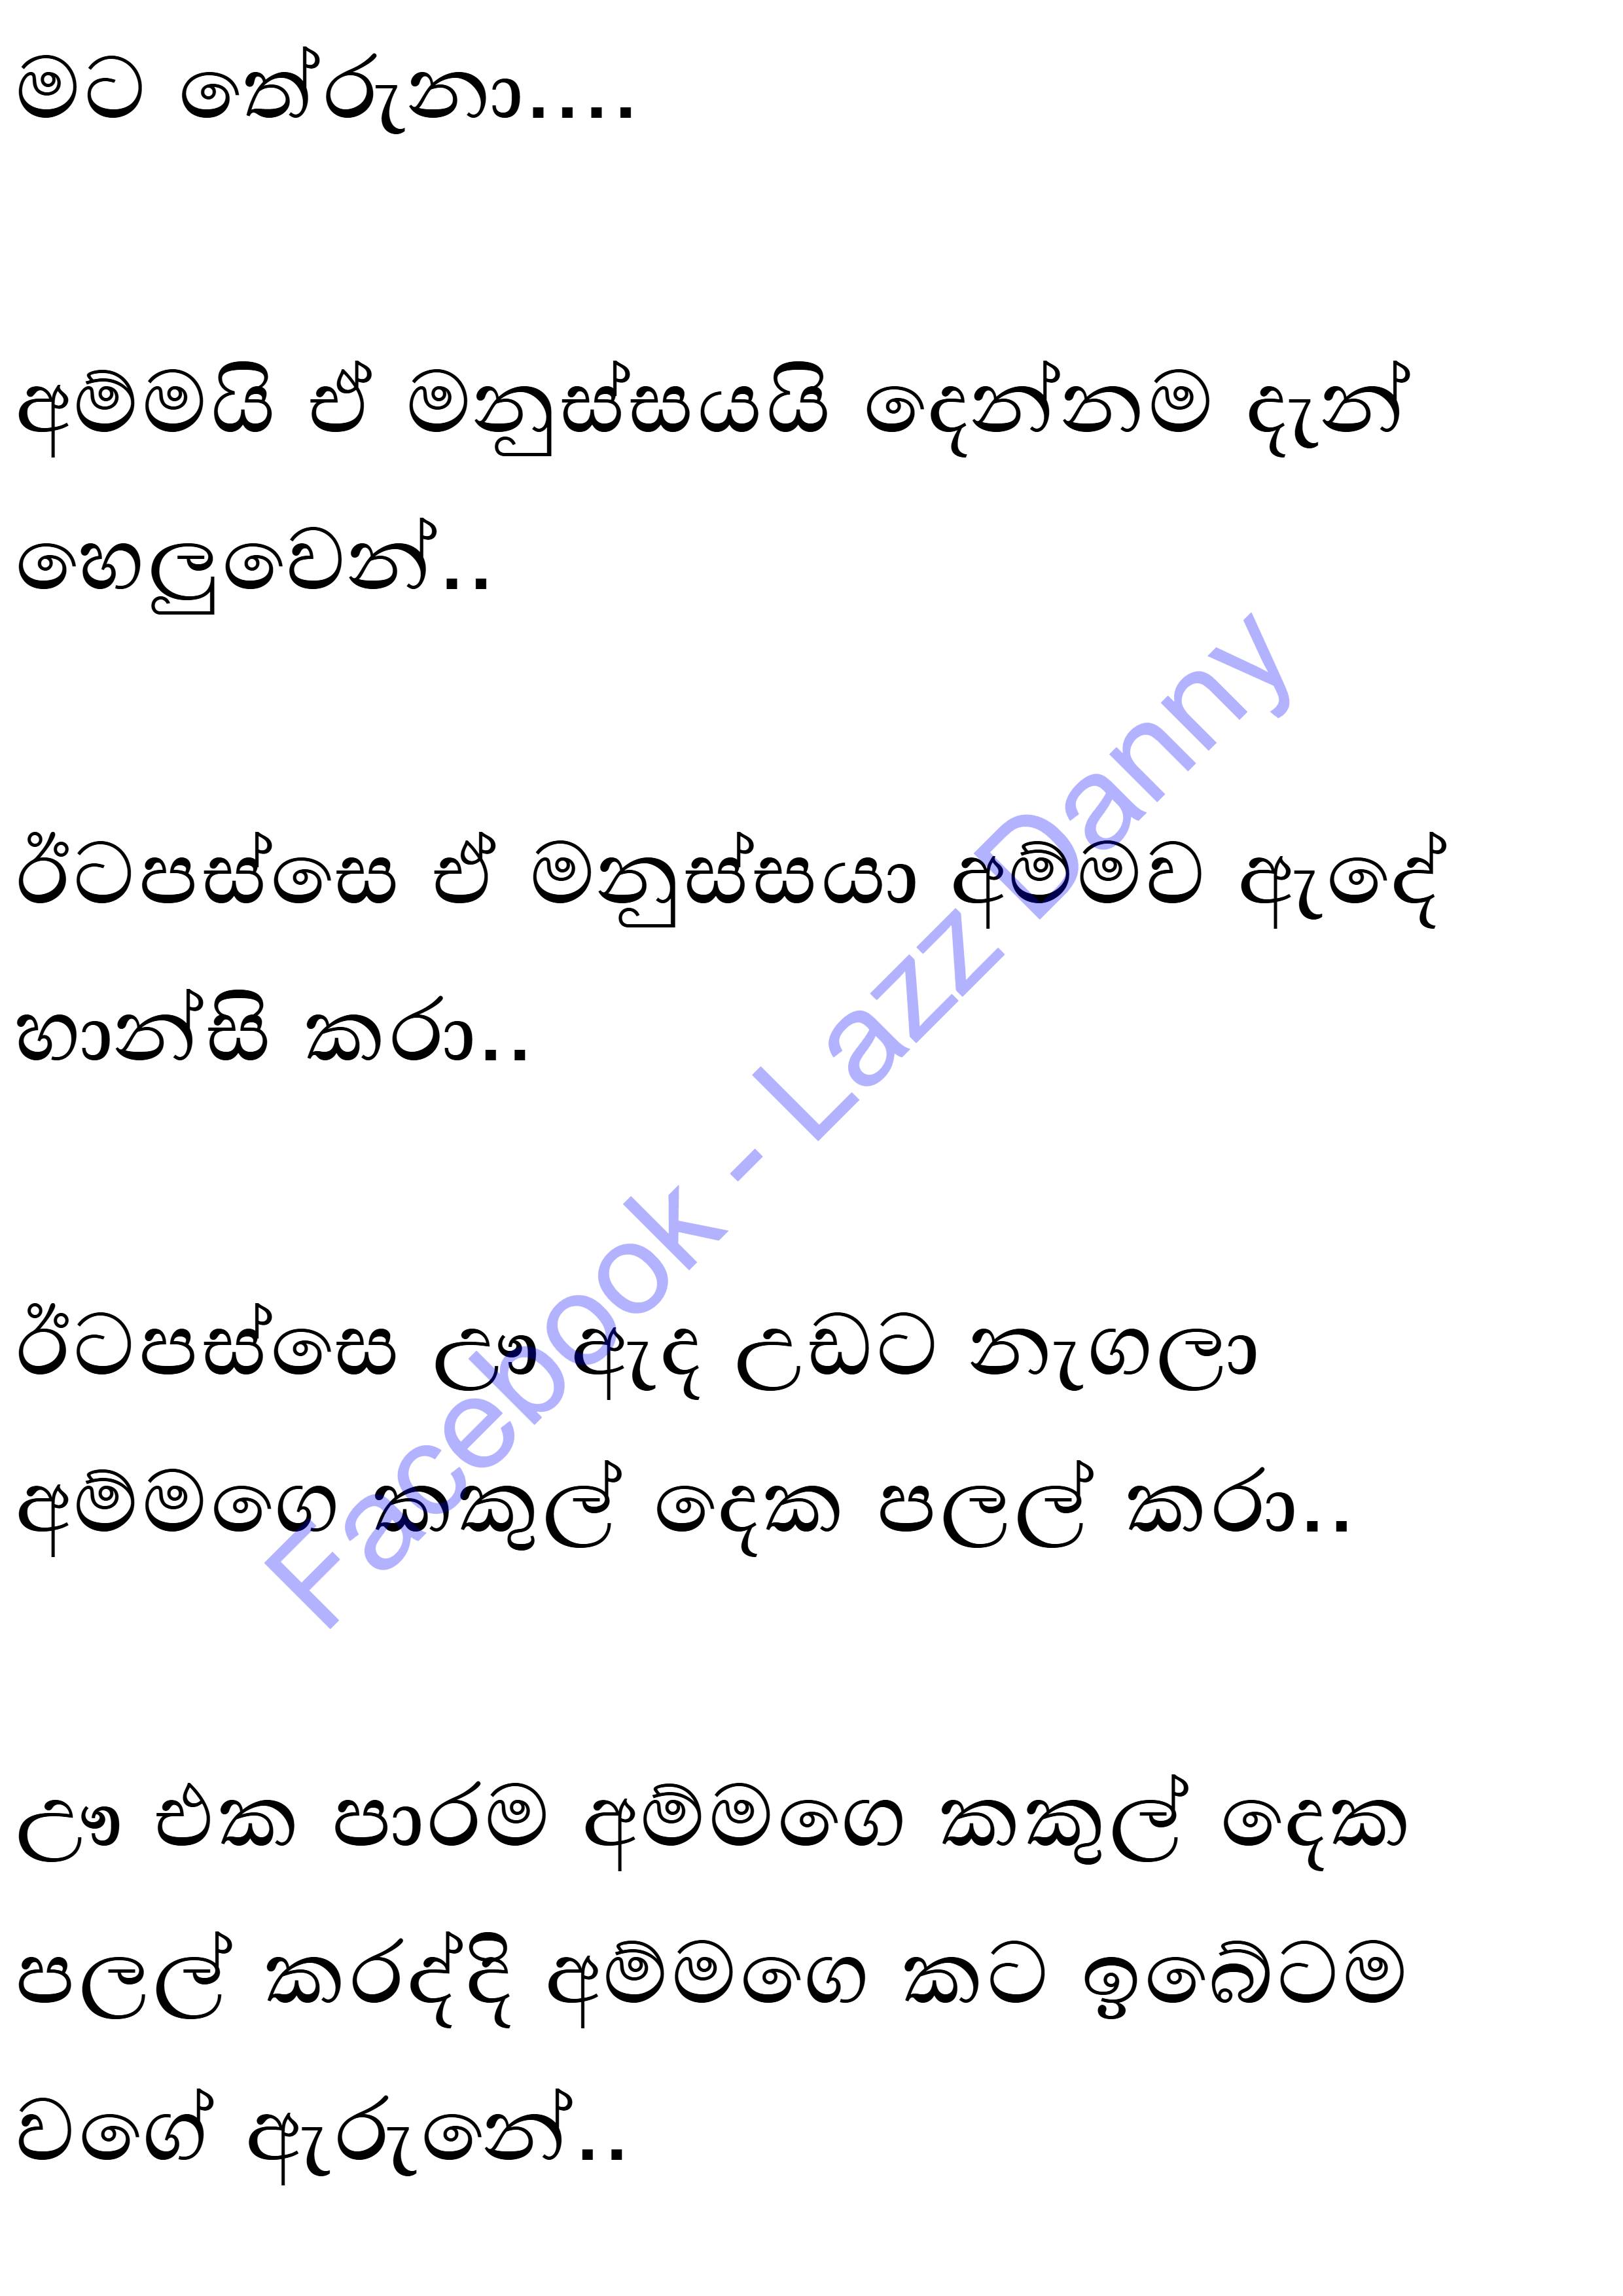 මට තේරුනා....
අම්මයි ඒ මනුස්සයයි දෙන්නම දැන්
හෙලුවෙන්..
ඊටපස්සෙ ඒ මනුස්සයා අම්මව ඇදේ
හාන්සි කරා..
ඊටපස්සෙ ඌ ඇද උඩට නැගලා
අම්මගෙ කකුල් දෙක පලල් කරා..
ඌ එක පාරම අම්මගෙ කකුල් දෙක
පලල් කරද්දි අම්මගෙ කට ඉබේටම
වගේ ඇරුනේ..
Facebook - Lazz Danny